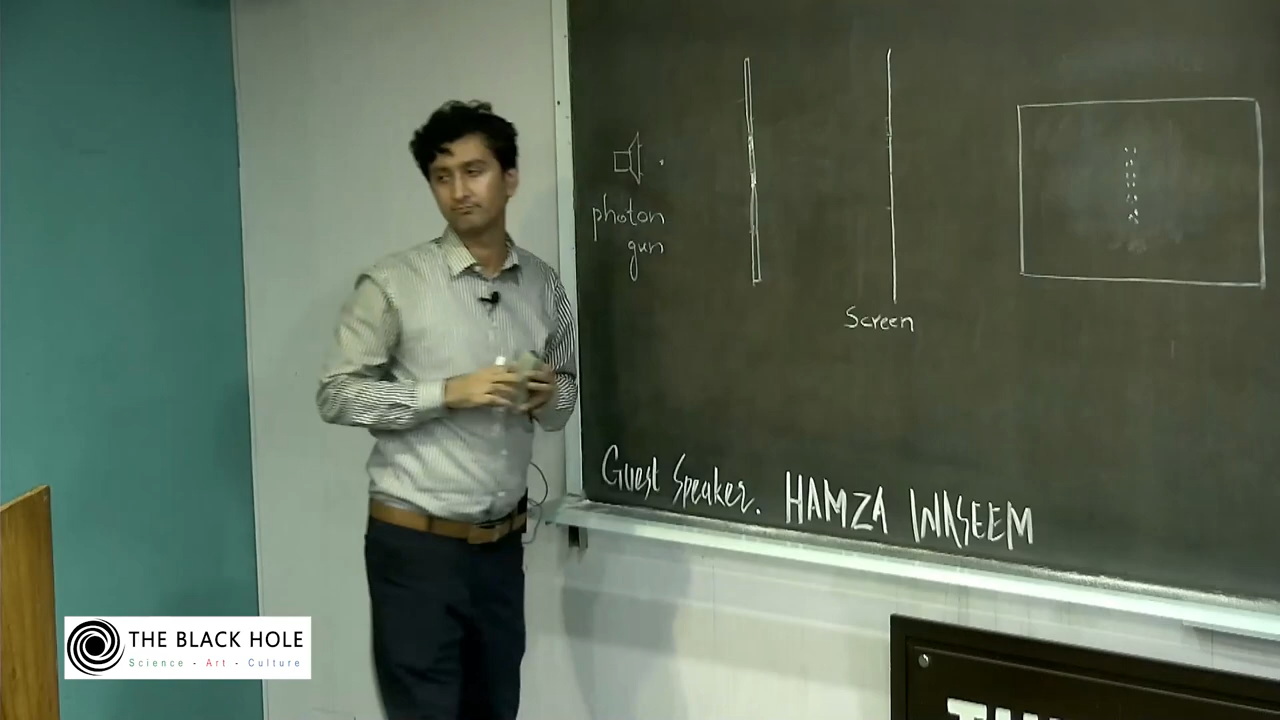 photon
gun
Screen
Guest Speaker. HAMZA WASEEM
THE BLACK HOLE
Science - Art - Culture